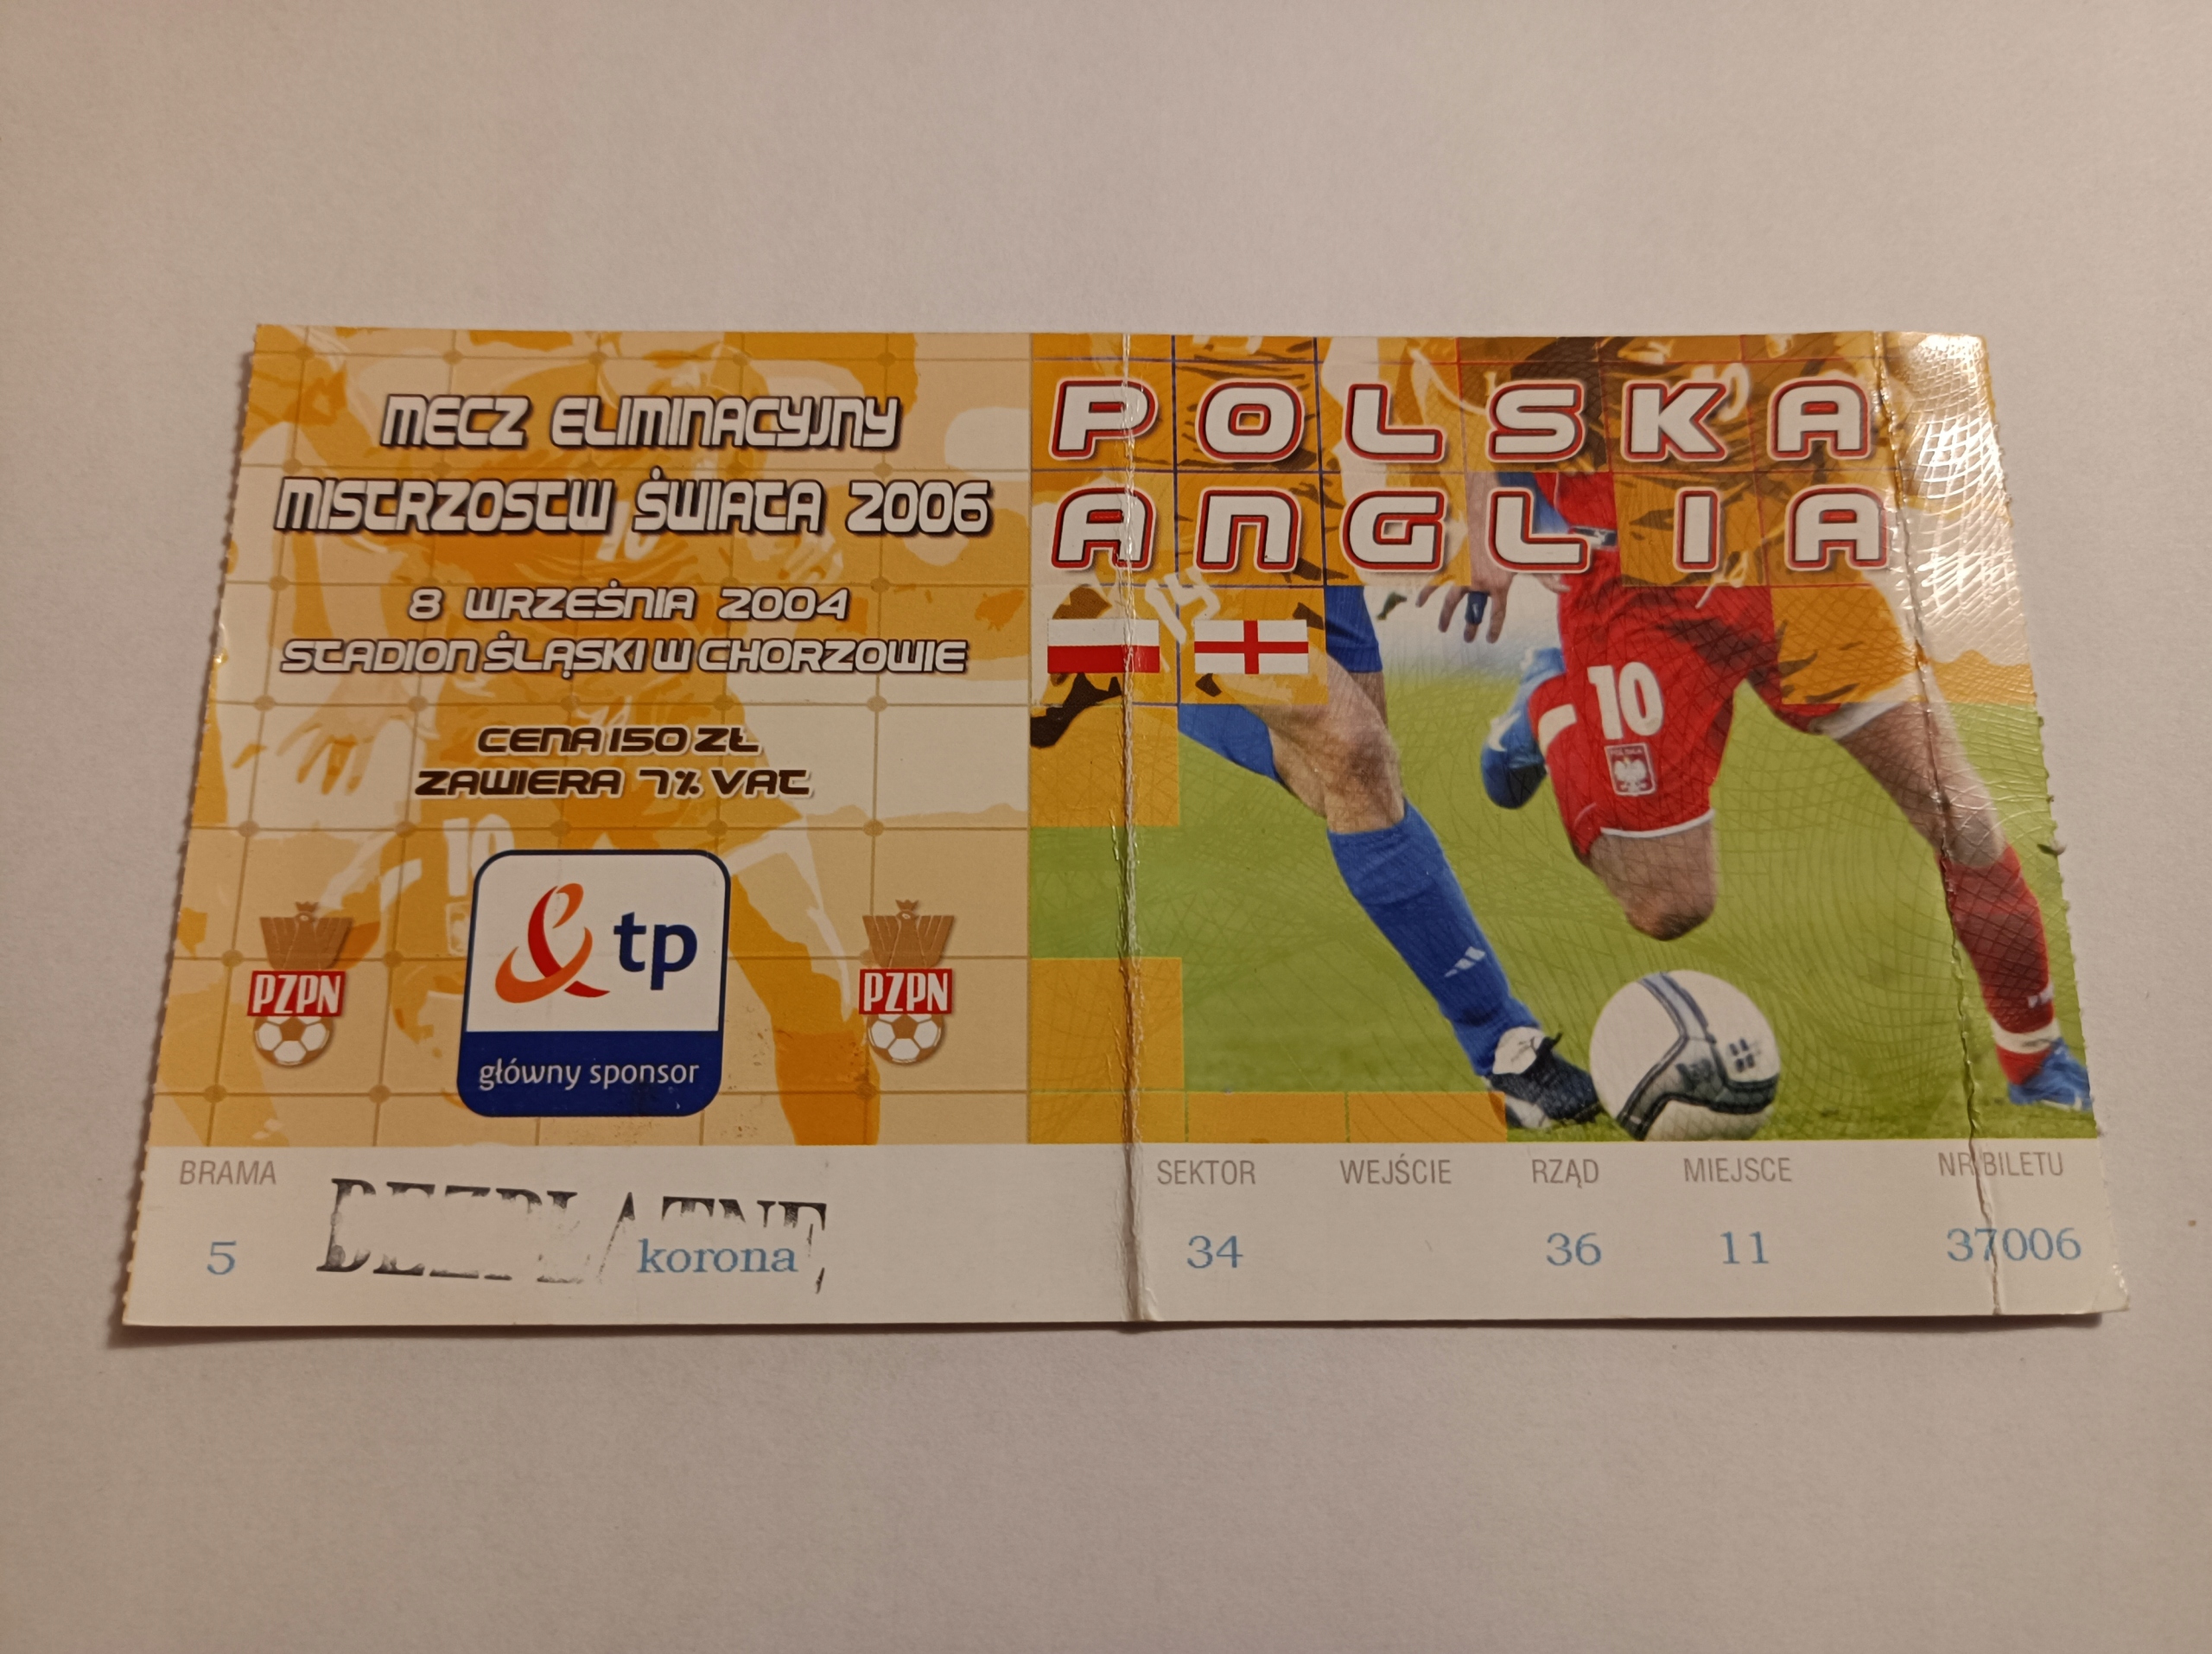 MECZ ELIMINACYJNY
MISTRZOSTW ŚWIATA 2006
8 WRZEŚNIA 2004
STADION ŚLĄSKI W CHORZOWIE
CENA 150 ZŁ
ZAWIERA 7% VAT
PZPN
& tp
główny sponsor
PZPN
POLSKA
ANGLIA
10
POLSKA
BRAMA
5
BEZPŁATNE
korona
SEKTOR WEJŚCIE RZĄD MIEJSCE NR BILETU
34 36 11 37006